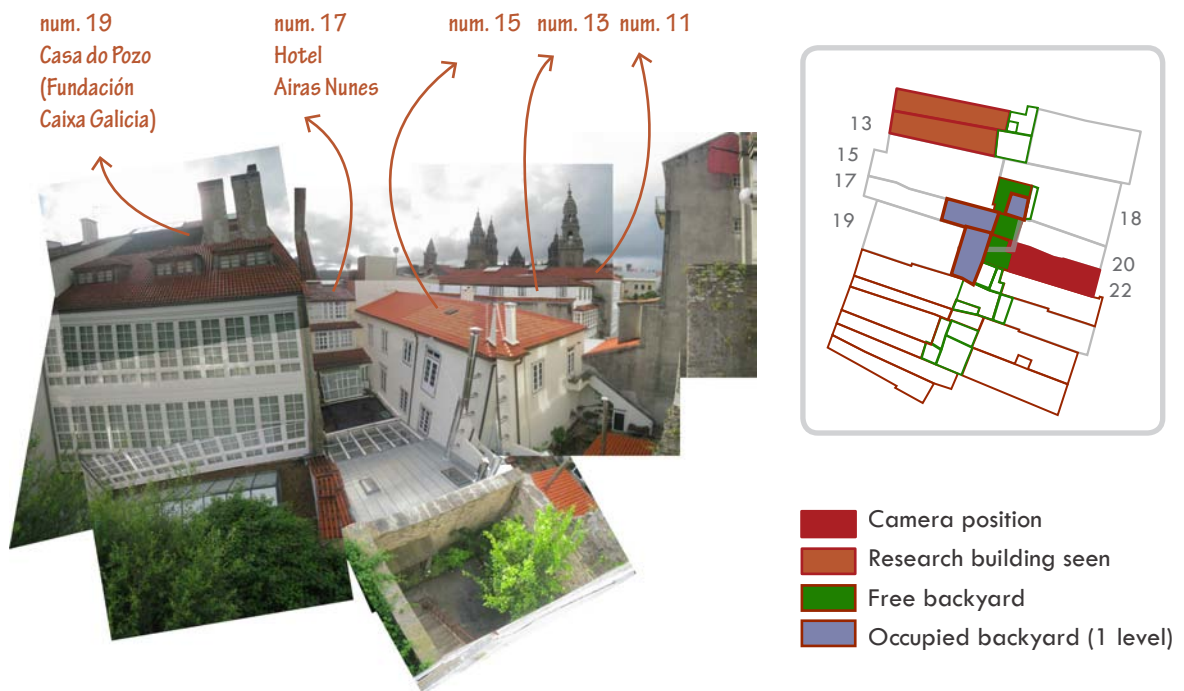 num. 19
Casa do Pozo
(Fundación
Caixa Galicia)
num. 17
Hotel
Airas Nunes
num. 15
num. 13
num. 11
13
15
17
19
18
20
22
Camera position
Research building seen
Free backyard
Occupied backyard (1 level)